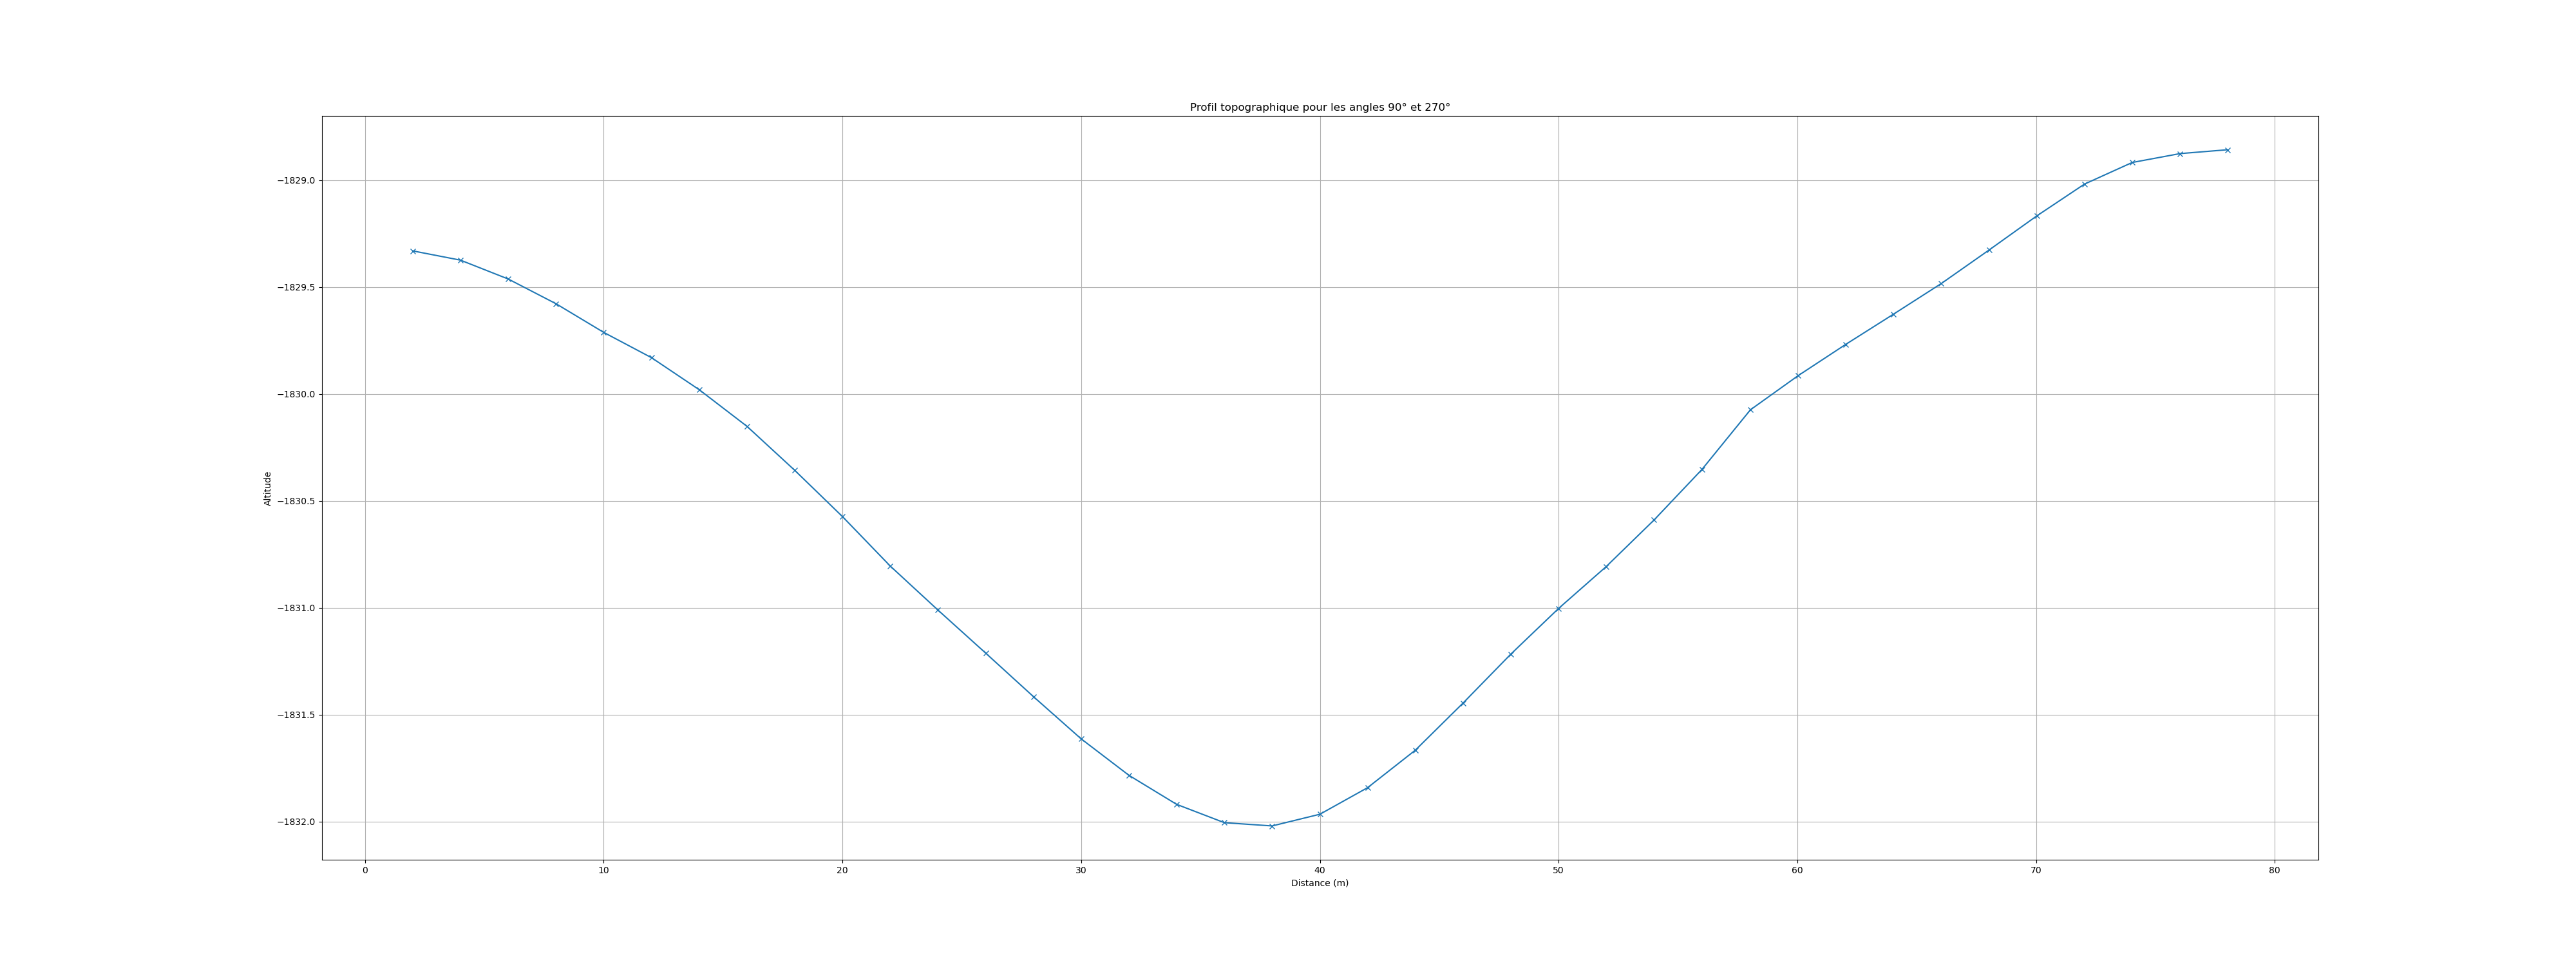 Profil topographique pour les angles 90° et 270°
Altitude
−1829.0
−1829.5
−1830.0
−1830.5
−1831.0
−1831.5
−1832.0
0 10 20 30 40 50 60 70 80
Distance (m)